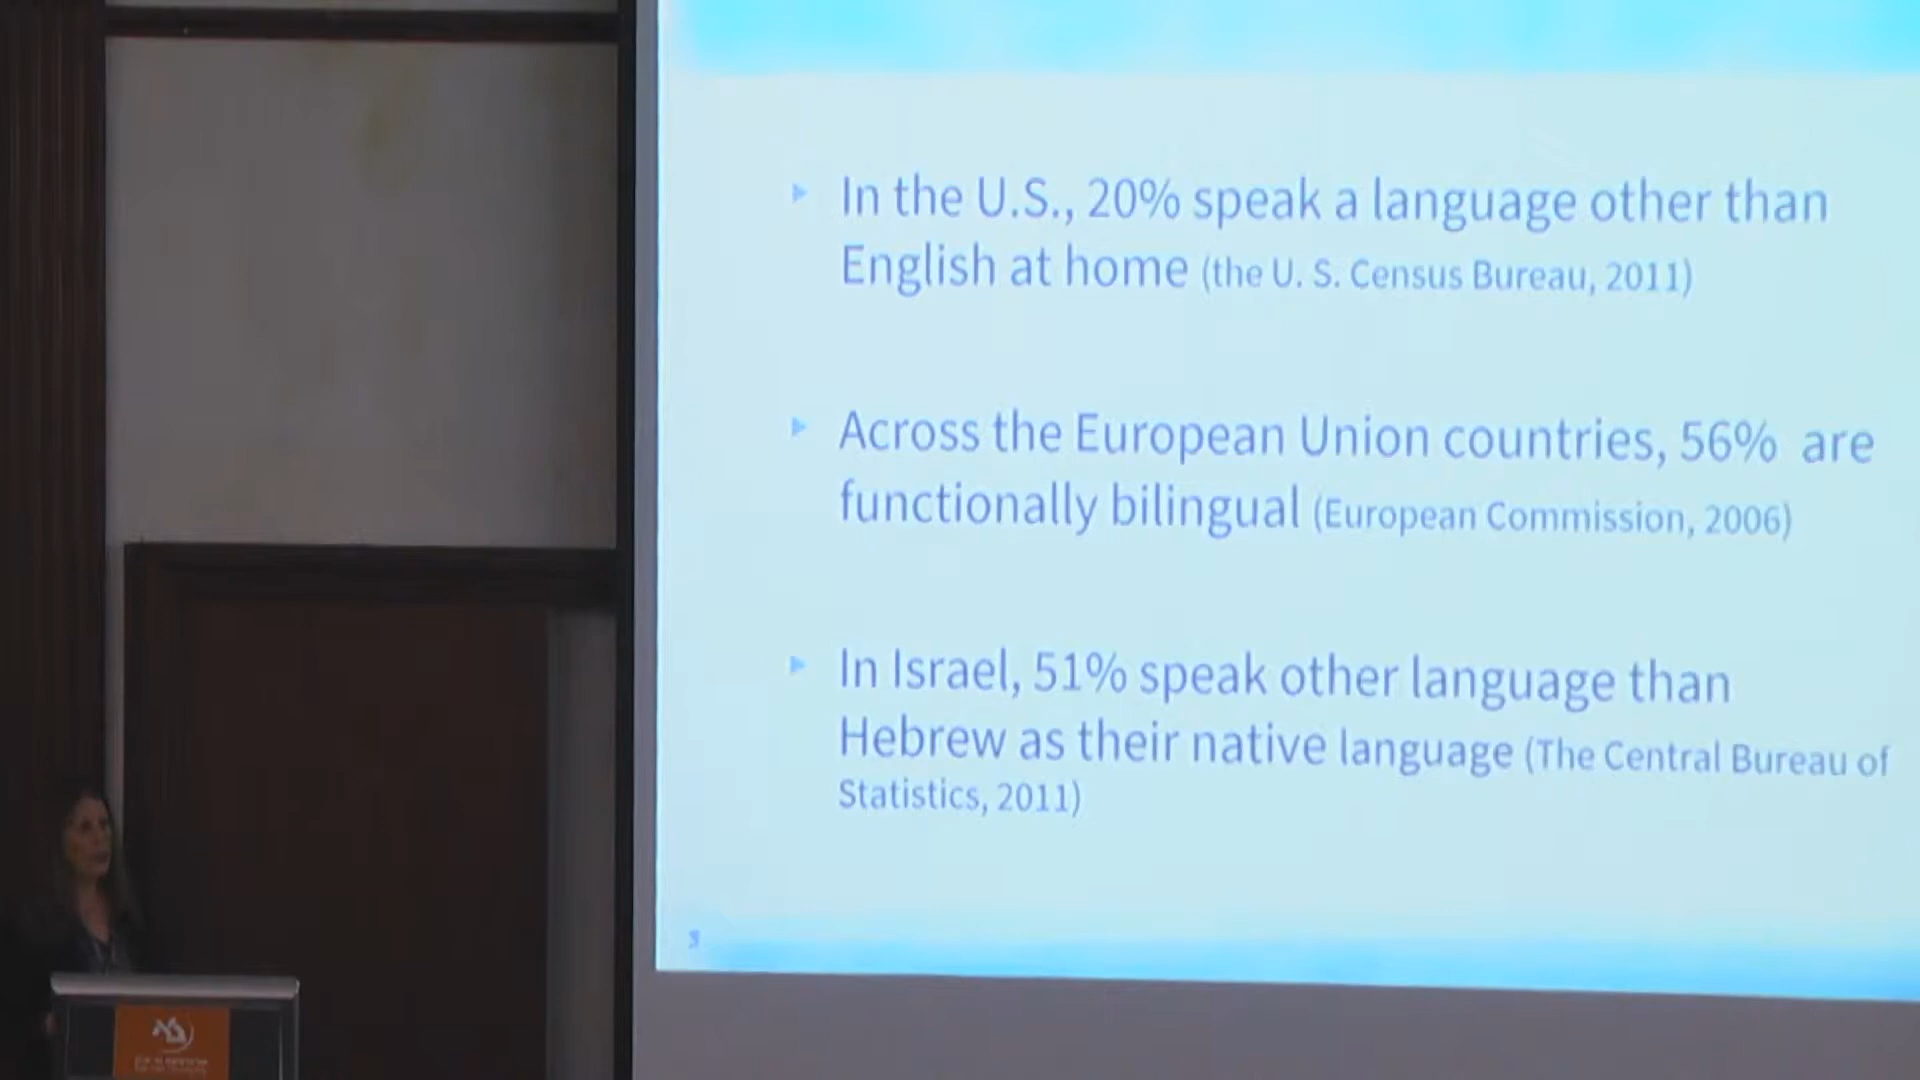 In the U.S., 20% speak a language other than
English at home (the U. S. Census Bureau, 2011)
Across the European Union countries, 56% are
functionally bilingual (European Commission, 2006)
In Israel, 51% speak other language than
Hebrew as their native language (The Central Bureau of
Statistics, 2011)